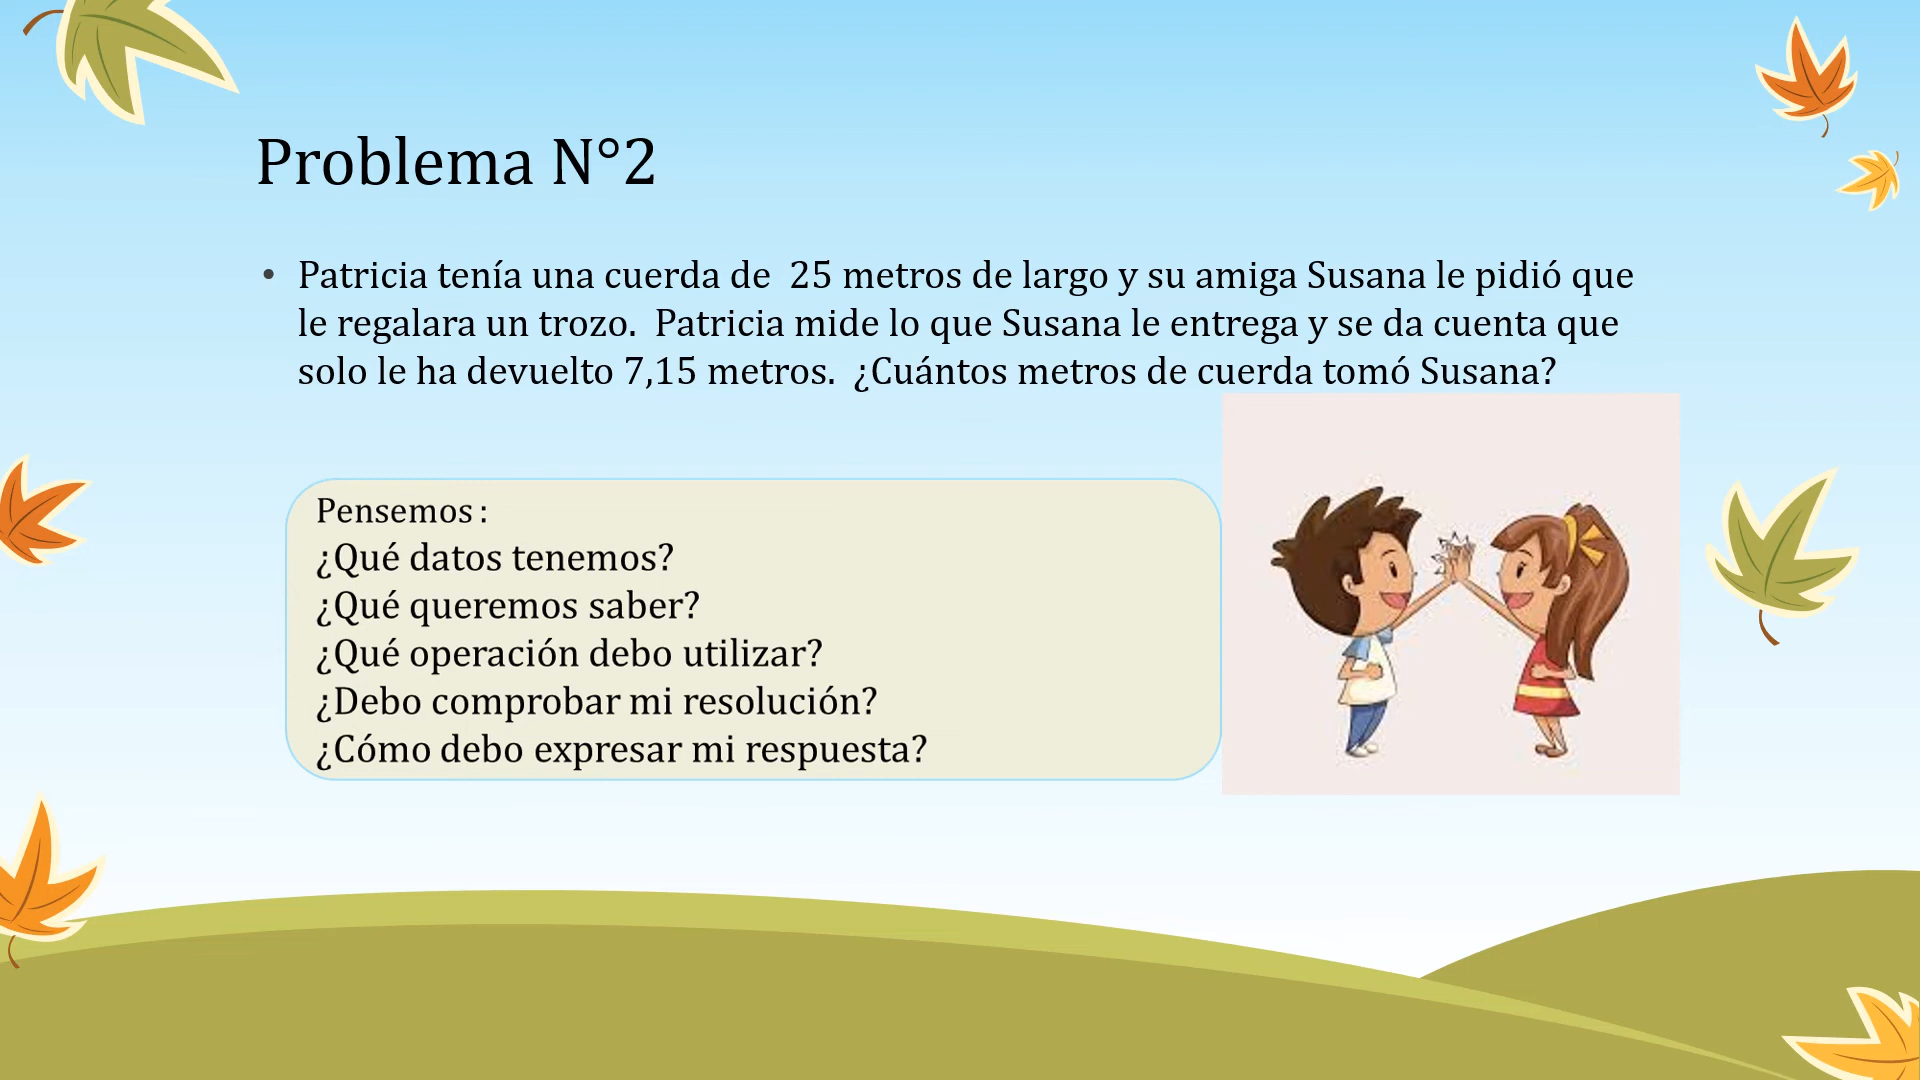 Problema N°2
• Patricia tenía una cuerda de  25 metros de largo y su amiga Susana le pidió que
le regalara un trozo.  Patricia mide lo que Susana le entrega y se da cuenta que
solo le ha devuelto 7,15 metros.  ¿Cuántos metros de cuerda tomó Susana?
Pensemos :
¿Qué datos tenemos?
¿Qué queremos saber?
¿Qué operación debo utilizar?
¿Debo comprobar mi resolución?
¿Cómo debo expresar mi respuesta?